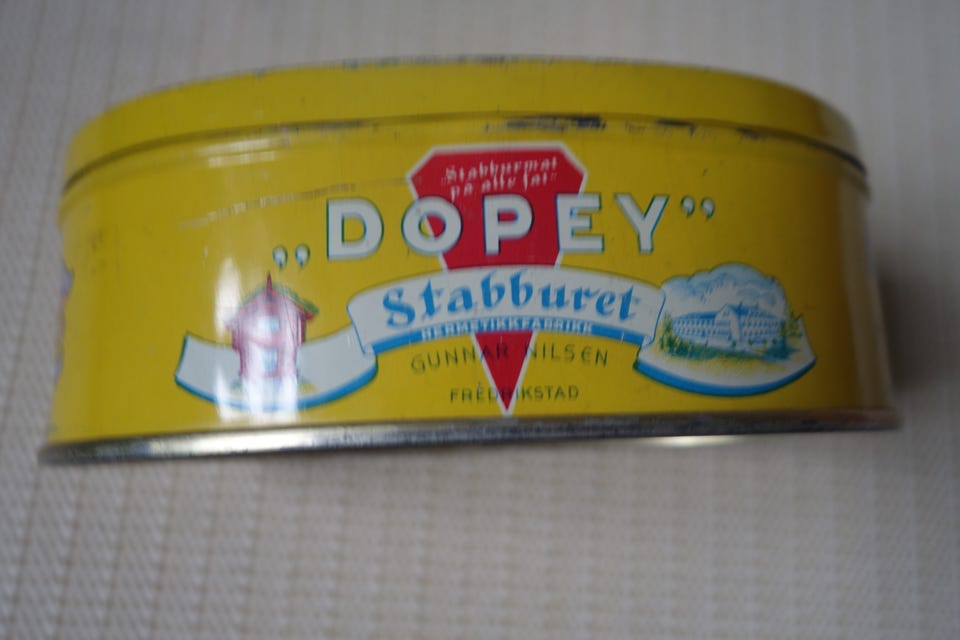 "Stabburmat
på alle fat"
„DOPEY”
Stabburet
HERMETIKKFABRIKK
GUNNAR NILSEN
FREDRIKSTAD